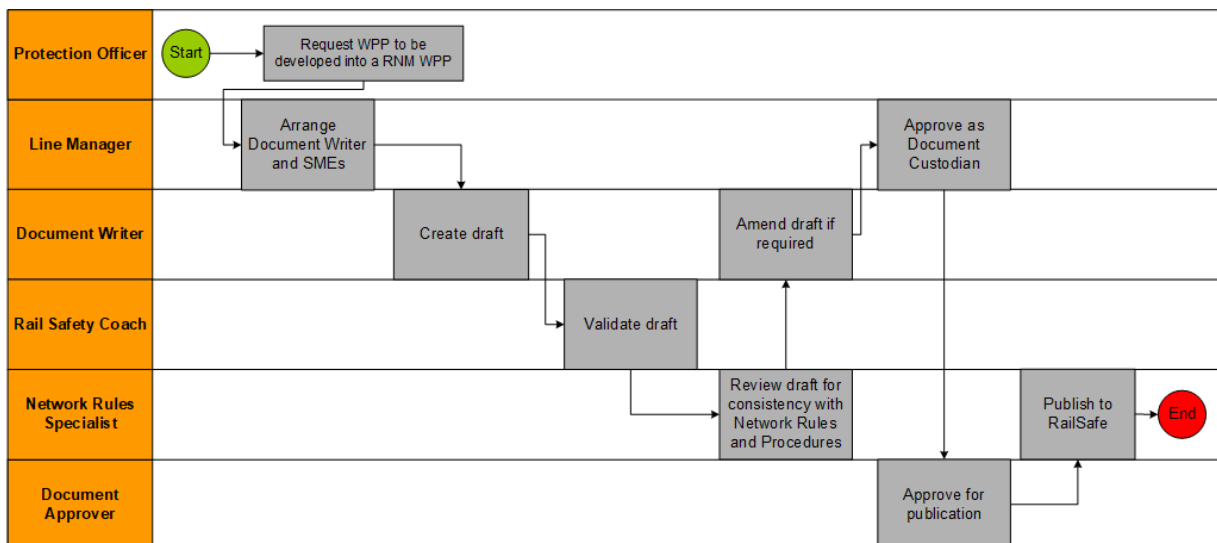 Protection Officer
Start
Request WPP to be
developed into a RNM WPP
Line Manager
Arrange
Document Writer
and SMEs
Approve as
Document
Custodian
Document Writer
Create draft
Amend draft if
required
Rail Safety Coach
Validate draft
Network Rules
Specialist
Review draft for
consistency with
Network Rules
and Procedures
Publish to
RailSafe
End
Document
Approver
Approve for
publication